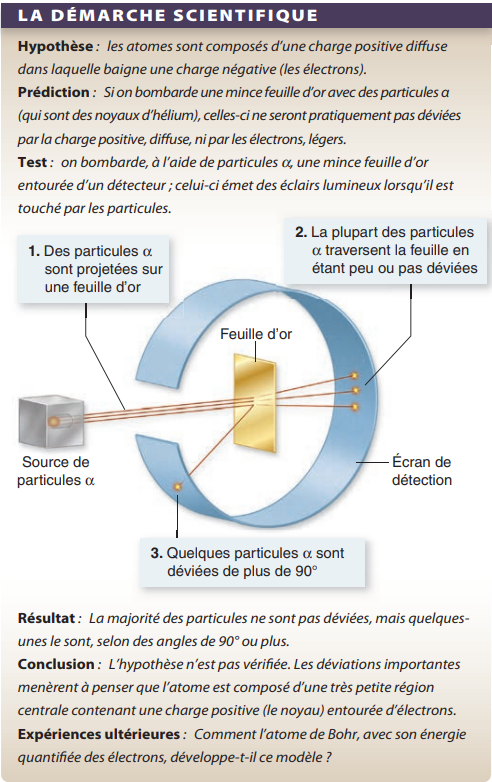 LA DÉMARCHE SCIENTIFIQUE
Hypothèse : les atomes sont composés d'une charge positive diffuse
dans laquelle baigne une charge négative (les électrons).
Prédiction : Si on bombarde une mince feuille d'or avec des particules α
(qui sont des noyaux d'hélium), celles-ci ne seront pratiquement pas déviées
par la charge positive, diffuse, ni par les électrons, légers.
Test : on bombarde, à l'aide de particules α, une mince feuille d'or
entourée d'un détecteur ; celui-ci émet des éclairs lumineux lorsqu'il est
touché par les particules.
1. Des particules α
sont projetées sur
une feuille d'or
2. La plupart des particules
α traversent la feuille en
étant peu ou pas déviées
Feuille d'or
Source de
particules α
Écran de
détection
3. Quelques particules α sont
déviées de plus de 90°
Résultat : La majorité des particules ne sont pas déviées, mais quelques-
unes le sont, selon des angles de 90° ou plus.
Conclusion : L'hypothèse n'est pas vérifiée. Les déviations importantes
menèrent à penser que l'atome est composé d'une très petite région
centrale contenant une charge positive (le noyau) entourée d'électrons.
Expériences ultérieures : Comment l'atome de Bohr, avec son énergie
quantifiée des électrons, développe-t-il ce modèle ?